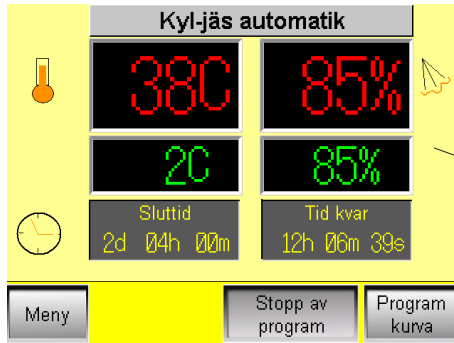 Kyl-jäs automatik
38C 85%
2C 85%
Sluttid Tid kvar
2d 04h 00m 12h 06m 39s
Meny
Stopp av
program
Program
kurva